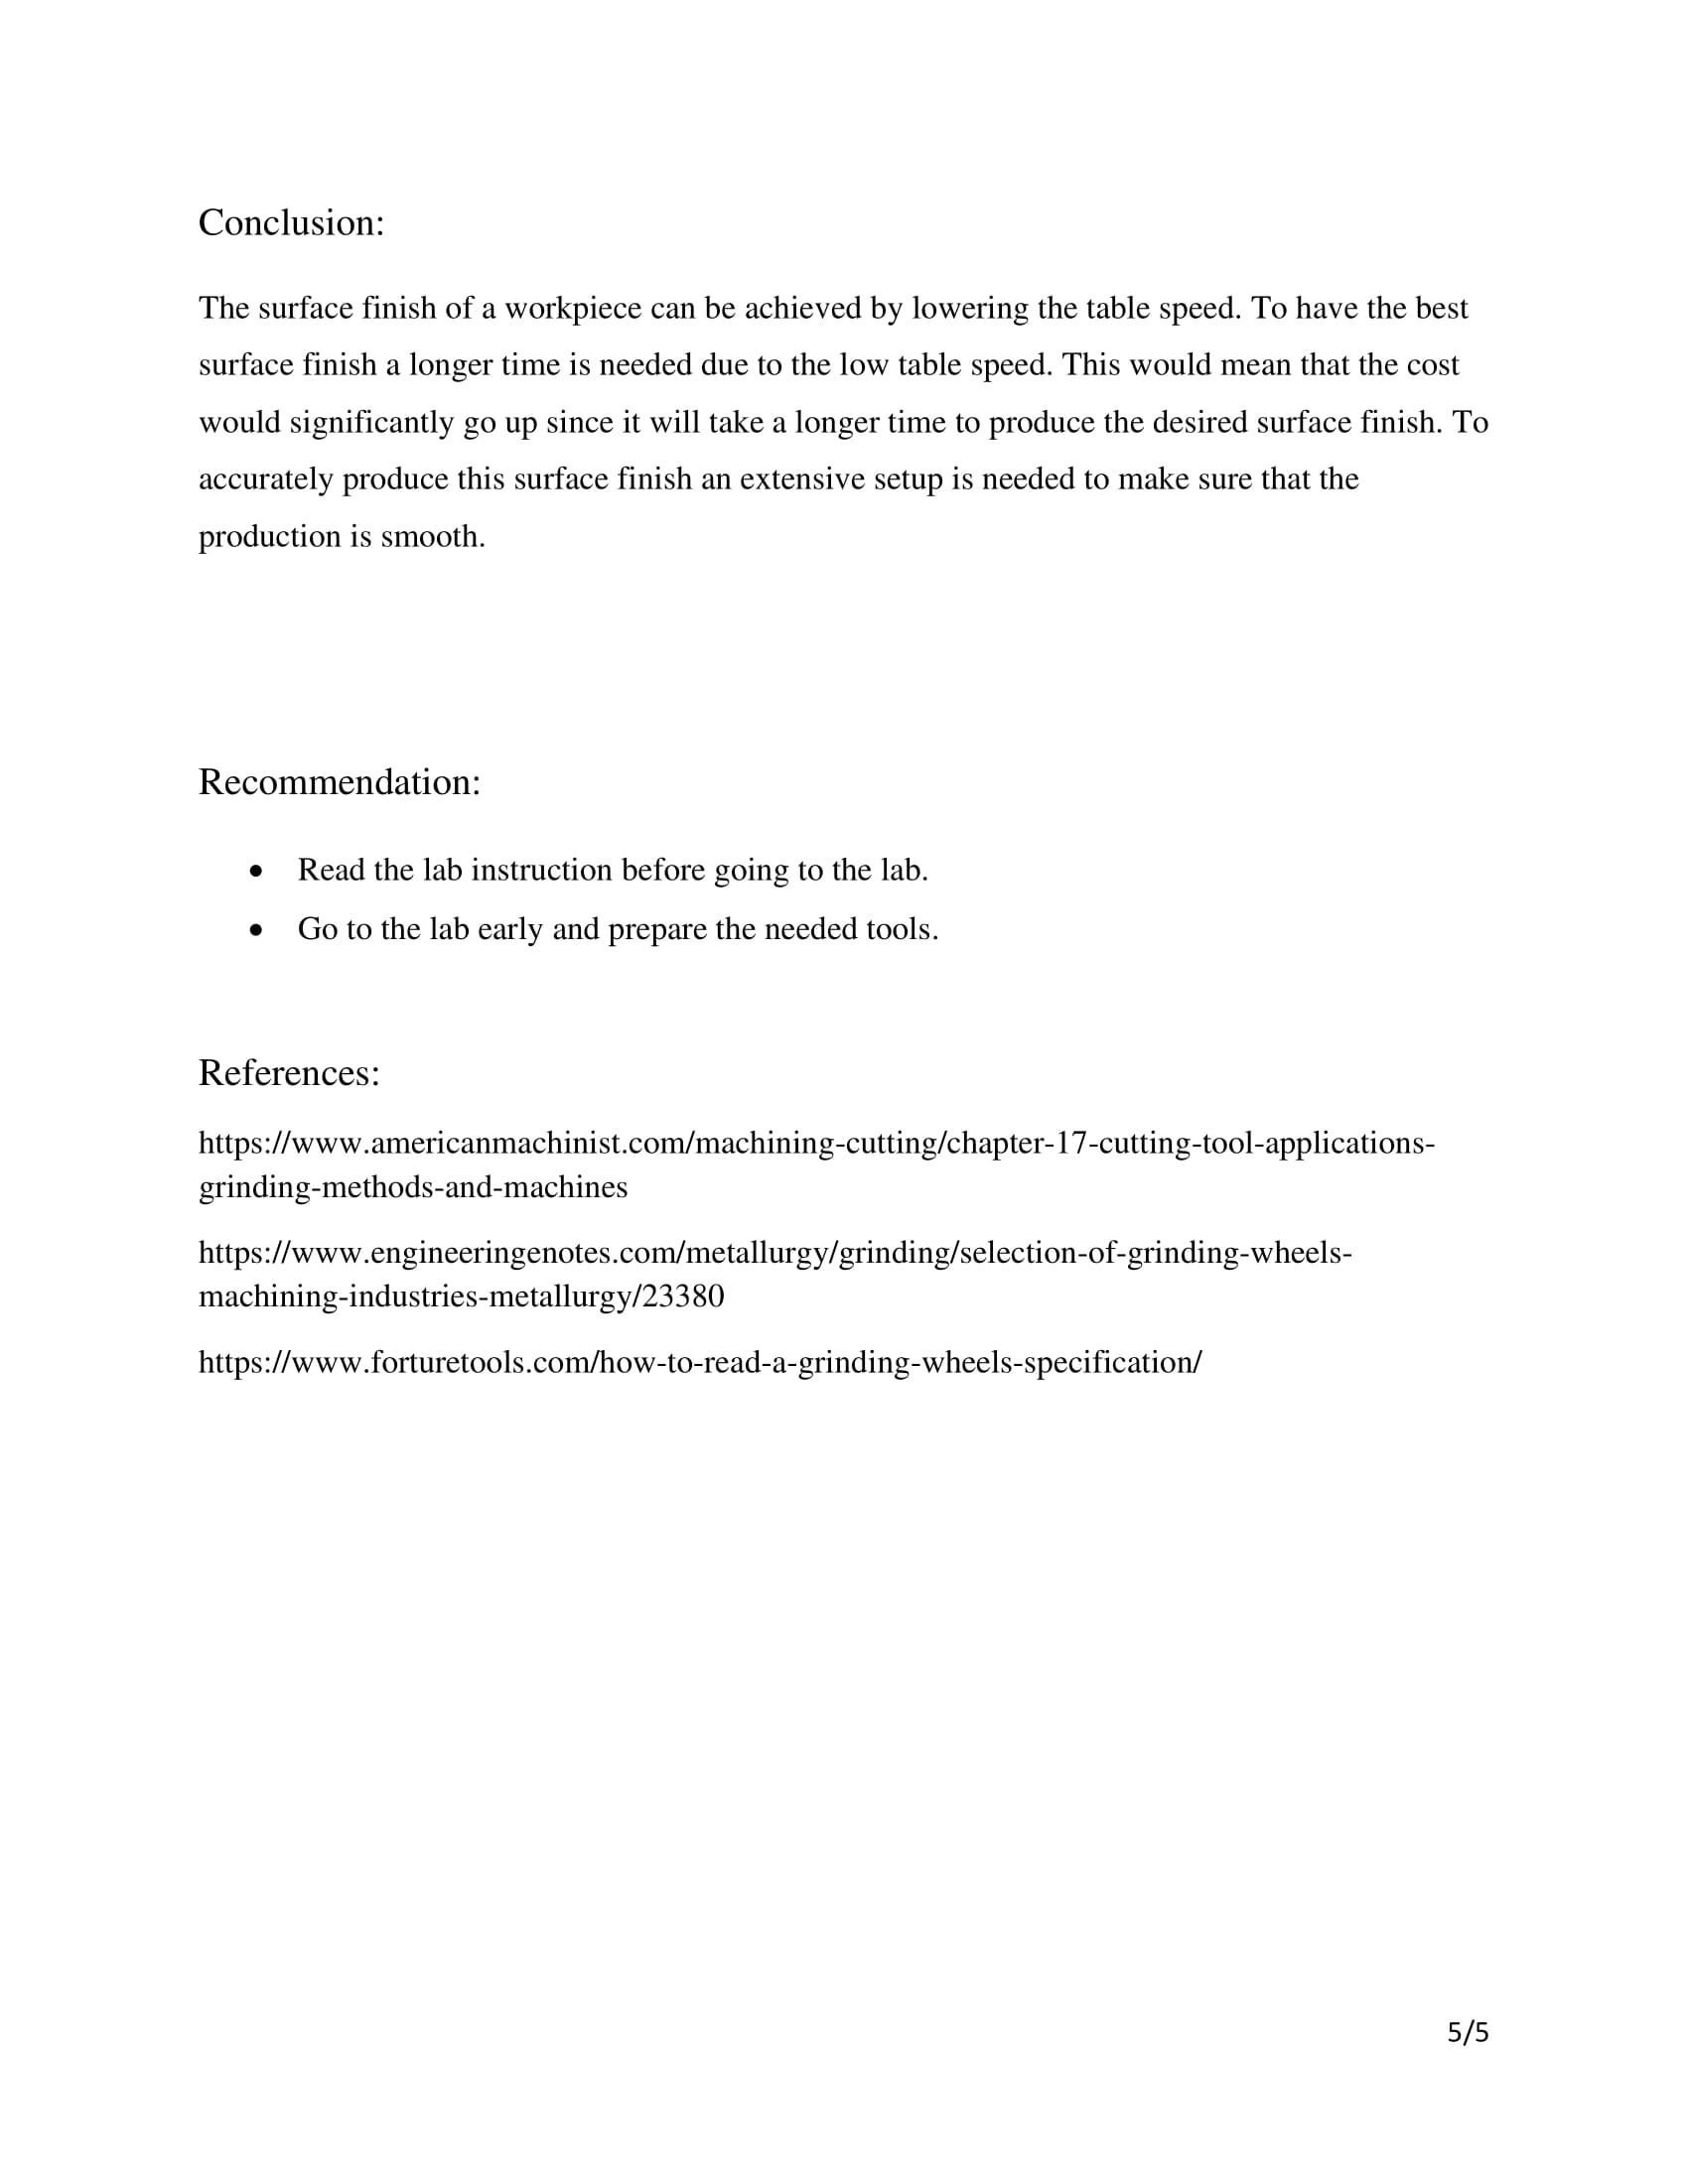 Conclusion:
The surface finish of a workpiece can be achieved by lowering the table speed. To have the best
surface finish a longer time is needed due to the low table speed. This would mean that the cost
would significantly go up since it will take a longer time to produce the desired surface finish. To
accurately produce this surface finish an extensive setup is needed to make sure that the
production is smooth.
Recommendation:
• Read the lab instruction before going to the lab.
• Go to the lab early and prepare the needed tools.
References:
https://www.americanmachinist.com/machining-cutting/chapter-17-cutting-tool-applications-
grinding-methods-and-machines
https://www.engineeringenotes.com/metallurgy/grinding/selection-of-grinding-wheels-
machining-industries-metallurgy/23380
https://www.forturetools.com/how-to-read-a-grinding-wheels-specification/
5/5